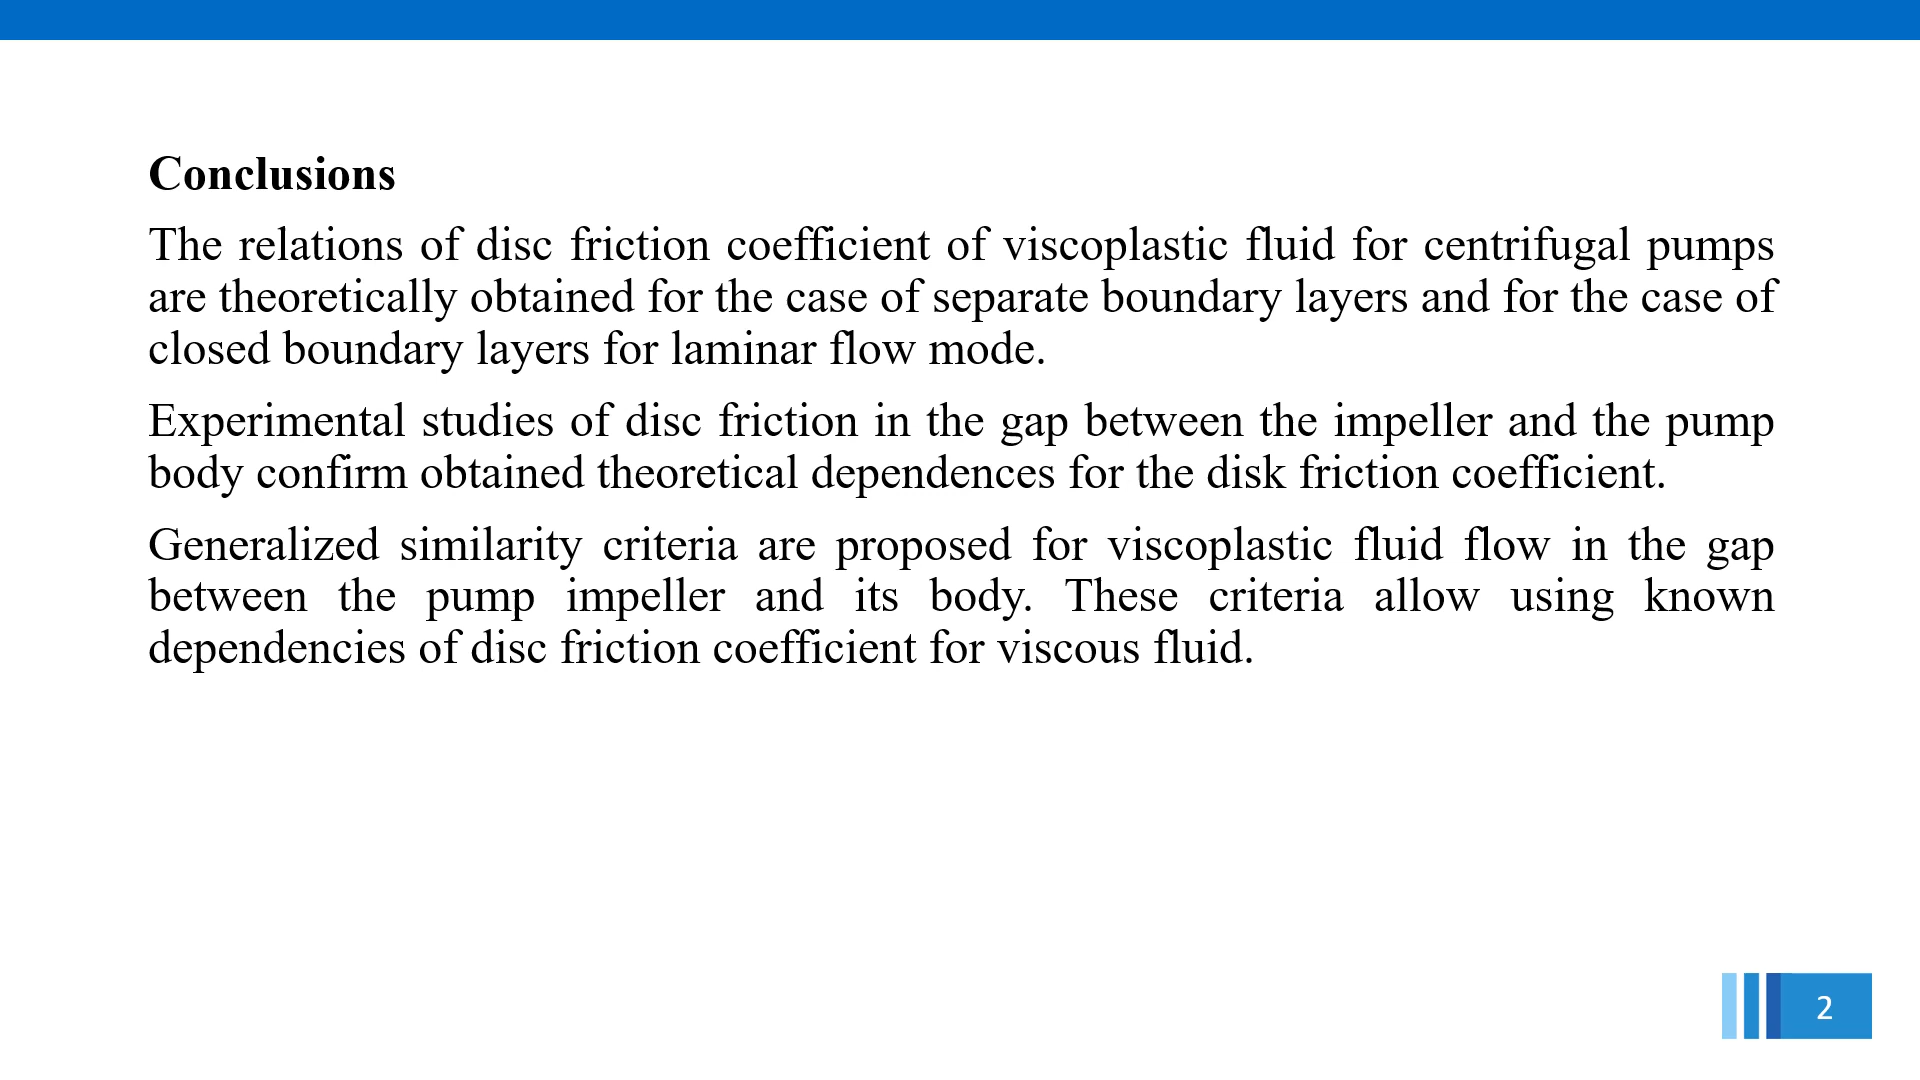 Conclusions
The relations of disc friction coefficient of viscoplastic fluid for centrifugal pumps
are theoretically obtained for the case of separate boundary layers and for the case of
closed boundary layers for laminar flow mode.
Experimental studies of disc friction in the gap between the impeller and the pump
body confirm obtained theoretical dependences for the disk friction coefficient.
Generalized similarity criteria are proposed for viscoplastic fluid flow in the gap
between the pump impeller and its body. These criteria allow using known
dependencies of disc friction coefficient for viscous fluid.
2